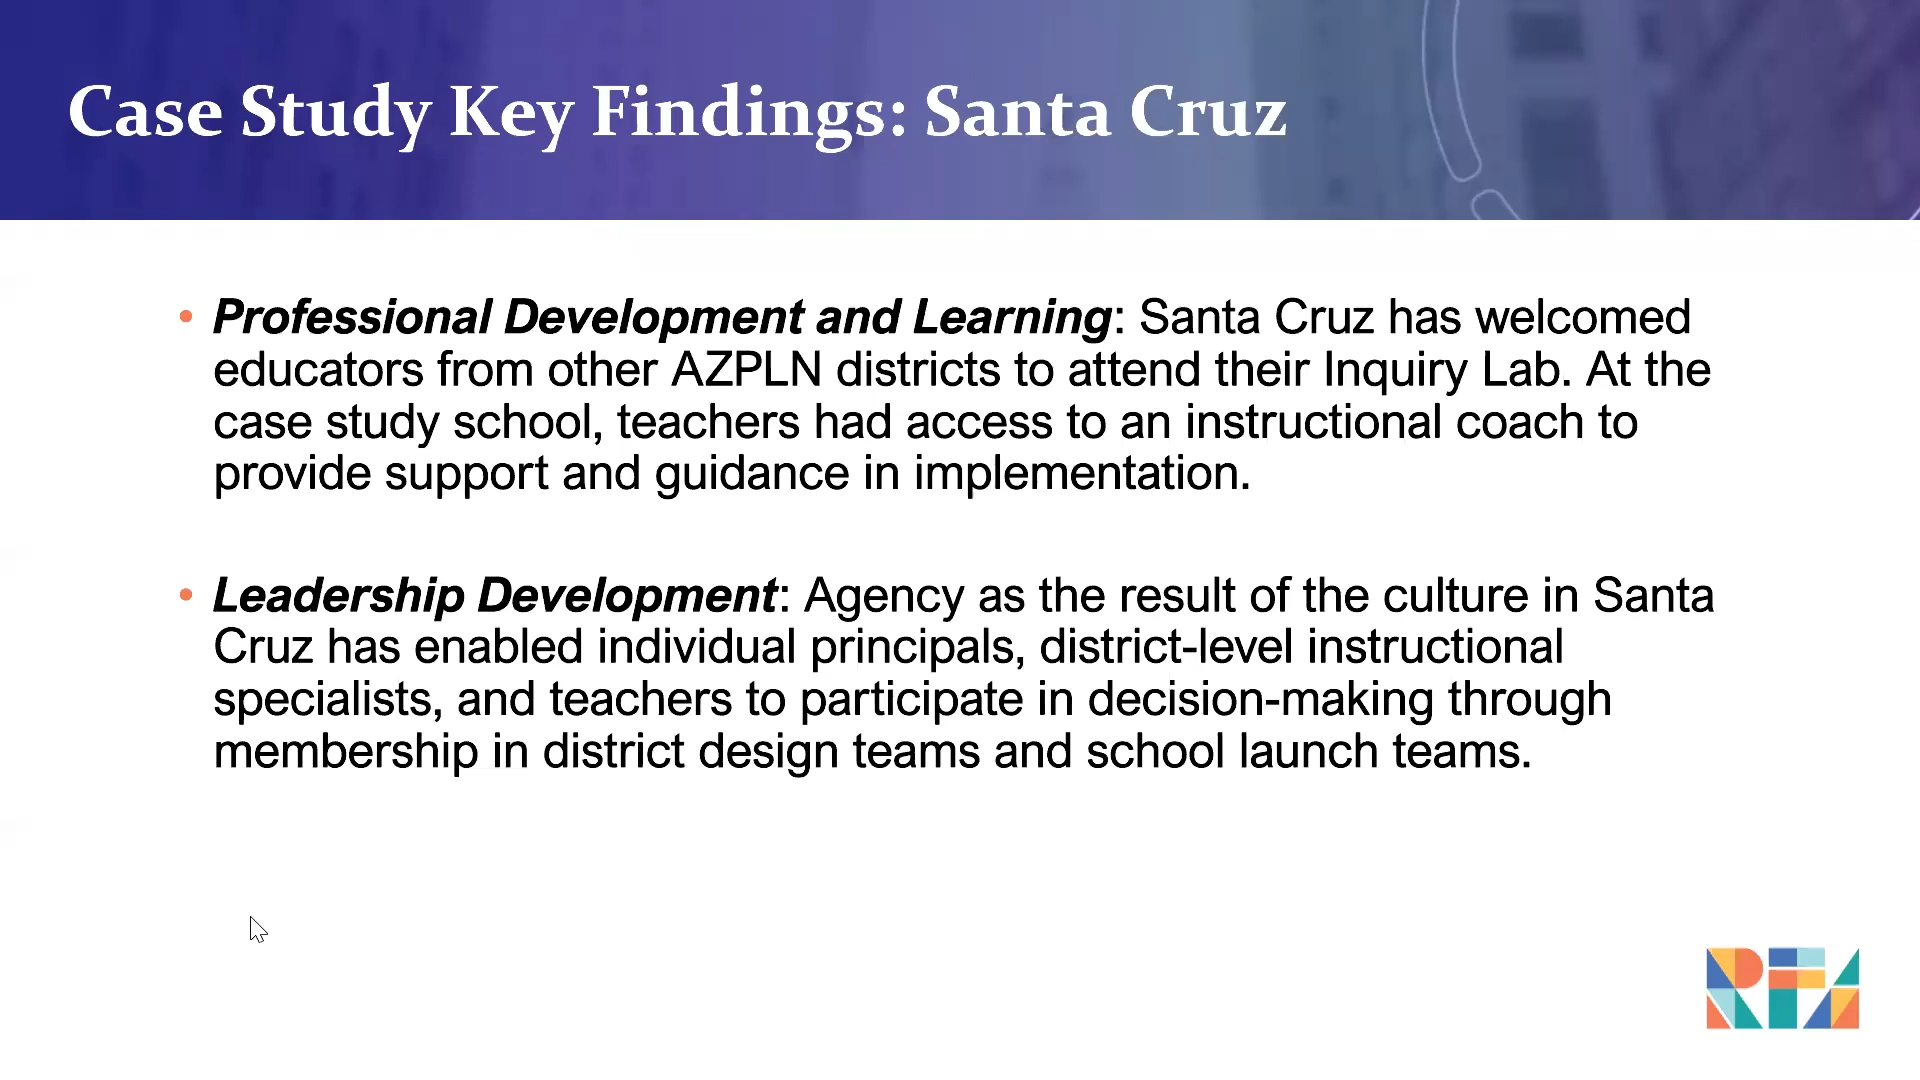 Case Study Key Findings: Santa Cruz
• Professional Development and Learning: Santa Cruz has welcomed
educators from other AZPLN districts to attend their Inquiry Lab. At the
case study school, teachers had access to an instructional coach to
provide support and guidance in implementation.
• Leadership Development: Agency as the result of the culture in Santa
Cruz has enabled individual principals, district-level instructional
specialists, and teachers to participate in decision-making through
membership in district design teams and school launch teams.
RFA